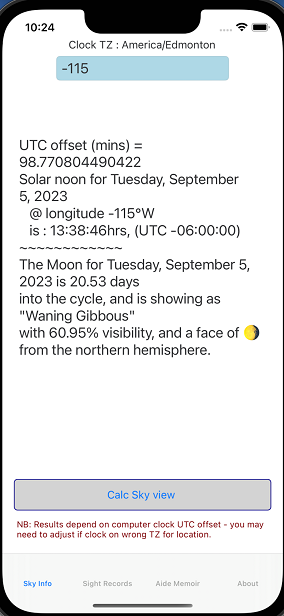 10:24
Clock TZ : America/Edmonton
-115
UTC offset (mins) =
98.770804490422
Solar noon for Tuesday, September
5, 2023
@ longitude -115°W
is : 13:38:46hrs, (UTC -06:00:00)
~~~~~~~~~~~~
The Moon for Tuesday, September 5,
2023 is 20.53 days
into the cycle, and is showing as
"Waning Gibbous"
with 60.95% visibility, and a face of 🌖
from the northern hemisphere.
Calc Sky view
NB: Results depend on computer clock UTC offset - you may
need to adjust if clock on wrong TZ for location.
Sky Info Sight Records Aide Memoir About